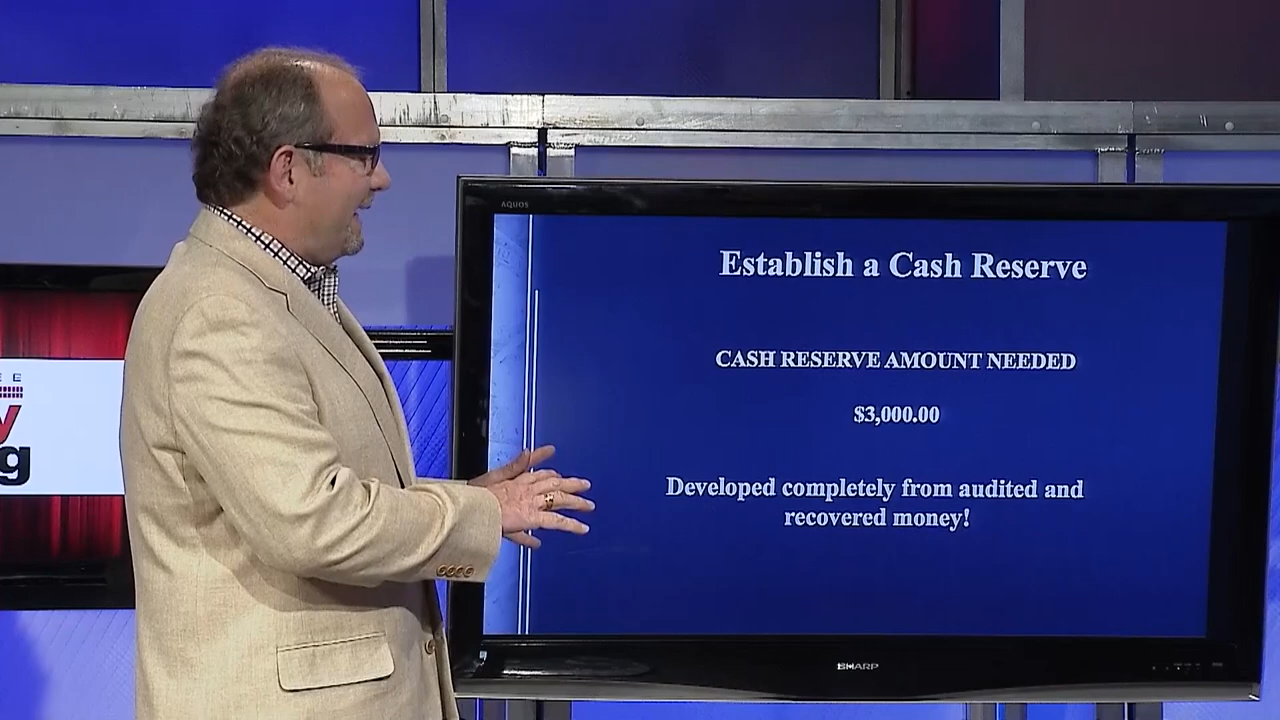 AQUOS
Establish a Cash Reserve
CASH RESERVE AMOUNT NEEDED
$3,000.00
Developed completely from audited and
recovered money!
SHARP
E E
y
g